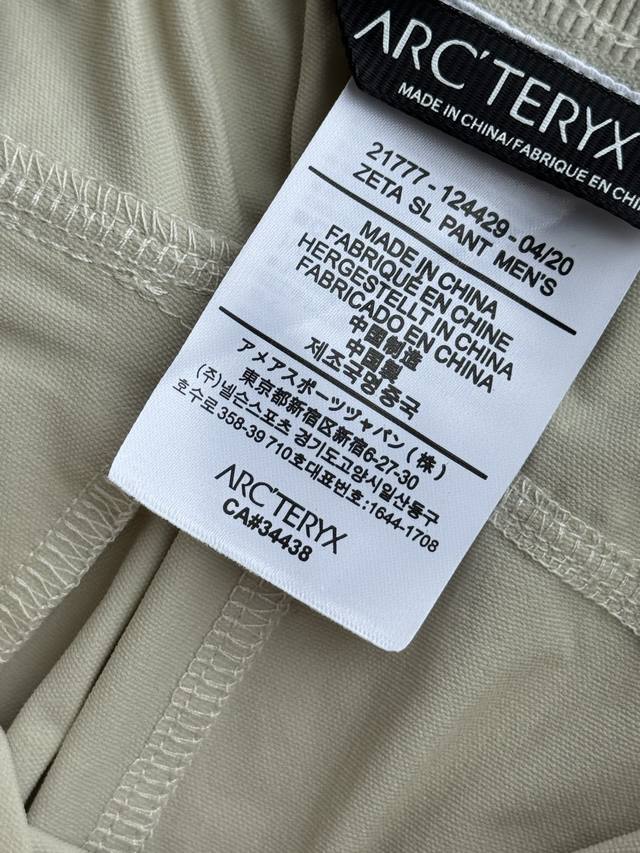 ARC'TERYX
MADE IN CHINA/FABRIQUE EN CHIN
21777-124429-04/20
ZETA SL PANT MEN'S
MADE IN CHINA
FABRIQUÉ EN CHINE
HERGESTELLT IN CHINA
FABRICADO EN CHINA
中国制造
中國製
제조국명중국
アメアスポーツジャパン(株)
東京都新宿区新宿6-27-30
(주)넬슨스포츠 경기도고양시일산동구
호수로 358-39 710호대표번호:1644-1708
ARC'TERYX
CA#34438